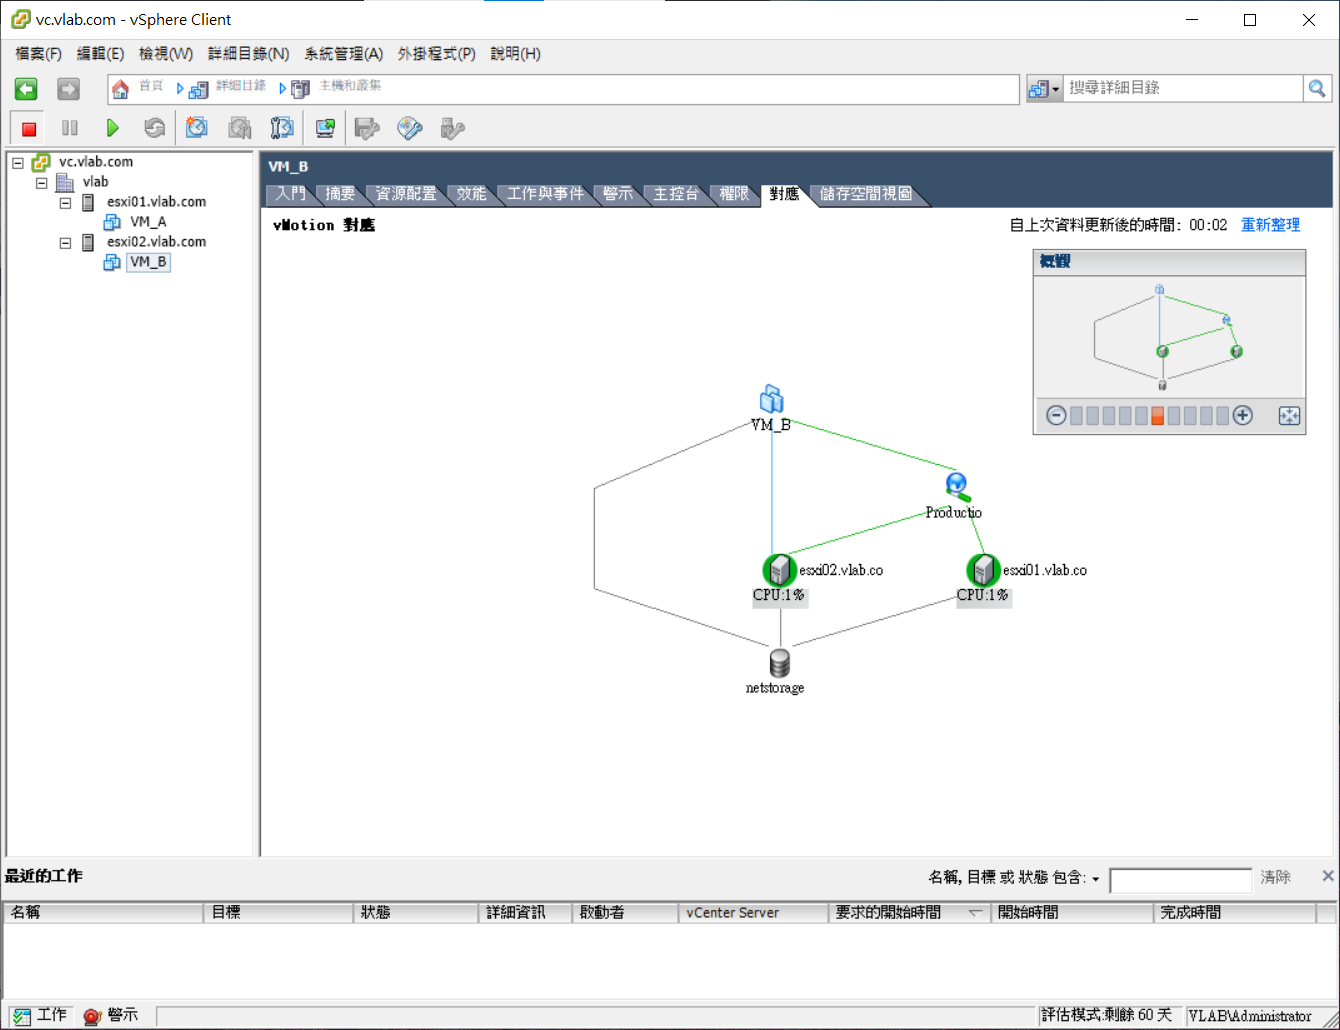 vc.vlab.com - vSphere Client
檔案(F) 編輯(E) 檢視(W) 詳細目錄(N) 系統管理(A) 外掛程式(P) 說明(H)
首頁 詳細目錄 主機和叢集 搜尋詳細目錄
vc.vlab.com
vlab
esxi01.vlab.com
VM_A
esxi02.vlab.com
VM_B
VM_B
入門 摘要 資源配置 效能 工作與事件 警示 主控台 權限 對應 儲存空間視圖
vMotion 對應 自上次資料更新後的時間: 00:02 重新整理
概觀
VM_B
Productio
esxi02.vlab.co esxi01.vlab.co
CPU:1% CPU:1%
netstorage
最近的工作 名稱, 目標 或 狀態 包含: 清除
名稱 目標 狀態 詳細資訊 啟動者 vCenter Server 要求的開始時間 開始時間 完成時間
工作 警示 評估模式:剩餘 60 天 VLAB\Administrator